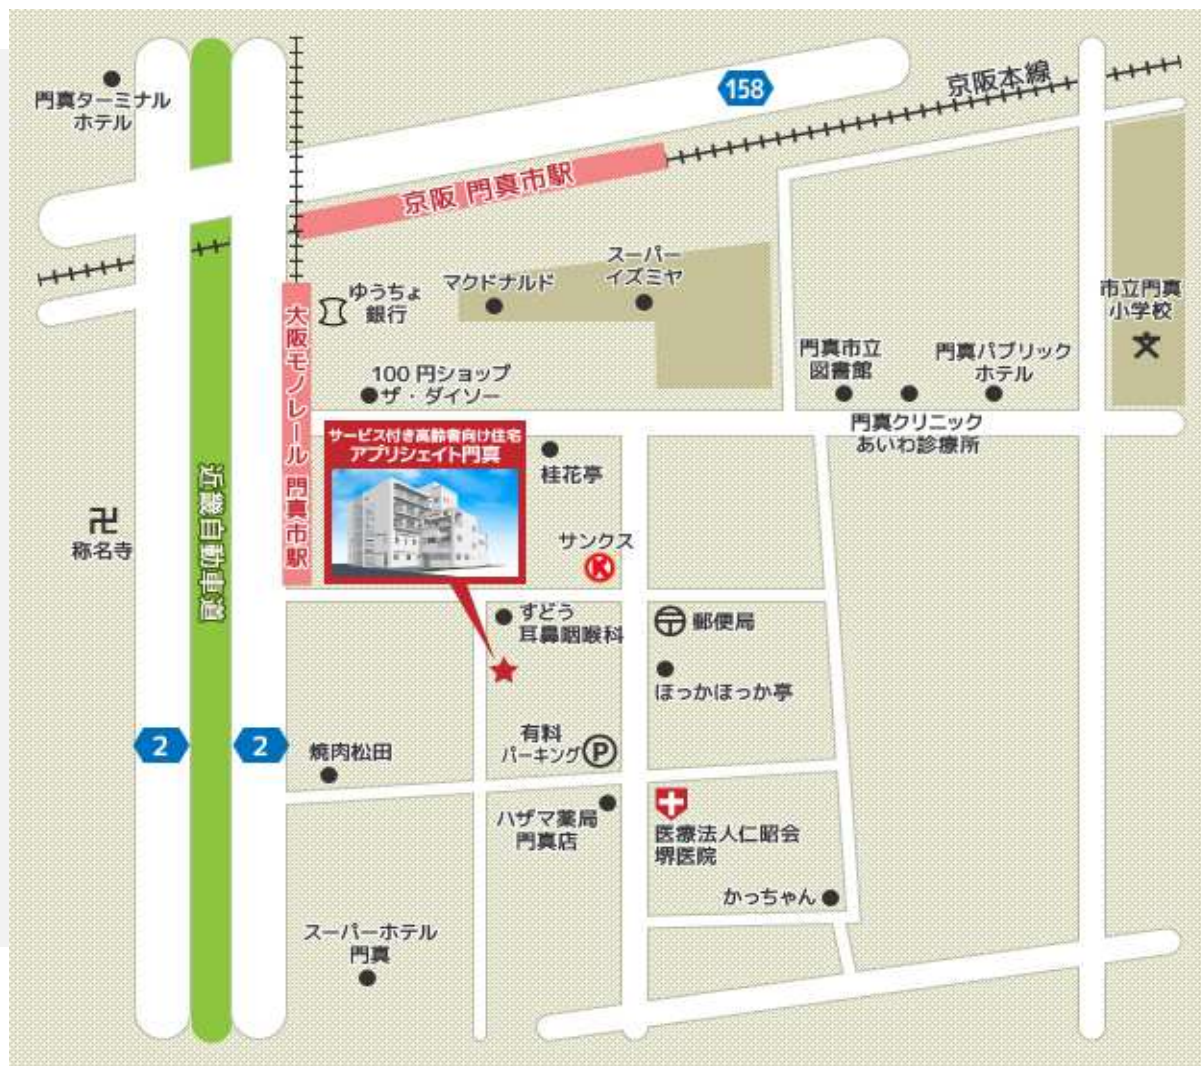 門真ターミナル
ホテル
158
京阪本線
京阪 門真市駅
大阪モノレール 門真市駅
ゆうちょ
銀行
マクドナルド
スーパー
イズミヤ
市立門真
小学校
文
門真市立
図書館
門真パブリック
ホテル
100 円ショップ
ザ・ダイソー
門真クリニック
あいわ診療所
サービス付き高齢者向け住宅
アプリシェイト門真
桂花亭
近畿自動車道
卍
称名寺
サンクス
K
すどう
耳鼻咽喉科
〒
郵便局
ほっかほっか亭
2
2
有料
パーキング
P
焼肉松田
ハザマ薬局
門真店
医療法人仁昭会
堺医院
かっちゃん
スーパーホテル
門真